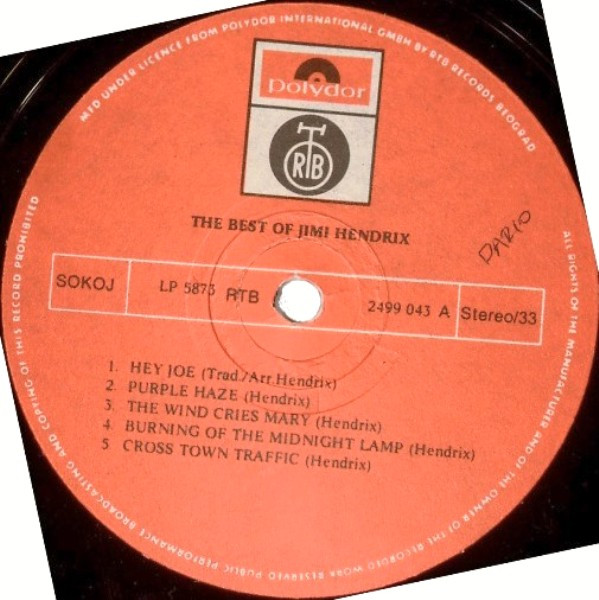 MFD UNDER LICENCE FROM POLYDOR INTERNATIONAL GMBH BY RTB RECORDS BEOGRAD
Polydor
RTB
THE BEST OF JIMI HENDRIX
DARIO
SOKOJ LP 5873 RTB 2499 043 A Stereo/33
1. HEY JOE (Trad./Arr.Hendrix)
2. PURPLE HAZE (Hendrix)
3. THE WIND CRIES MARY (Hendrix)
4. BURNING OF THE MIDNIGHT LAMP (Hendrix)
5 CROSS TOWN TRAFFIC (Hendrix)
ALL RIGHTS OF THE MANUFACTURER AND OF THE OWNER OF THE RECORDED WORK RESERVED PUBLIC PERFORMANCE BROADCASTING AND COPYING OF THIS RECORD PROHIBITED